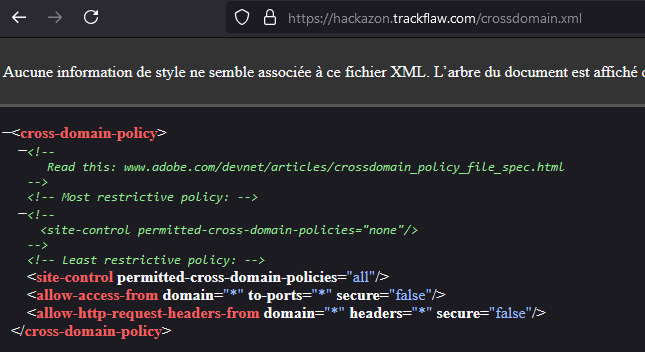 https://hackazon.trackflaw.com/crossdomain.xml
Aucune information de style ne semble associée à ce fichier XML. L’arbre du document est affiché
−<cross-domain-policy>
−<!--
Read this: www.adobe.com/devnet/articles/crossdomain_policy_file_spec.html
-->
<!-- Most restrictive policy: -->
−<!--
<site-control permitted-cross-domain-policies="none"/>
-->
<!-- Least restrictive policy: -->
<site-control permitted-cross-domain-policies="all"/>
<allow-access-from domain="*" to-ports="*" secure="false"/>
<allow-http-request-headers-from domain="*" headers="*" secure="false"/>
</cross-domain-policy>